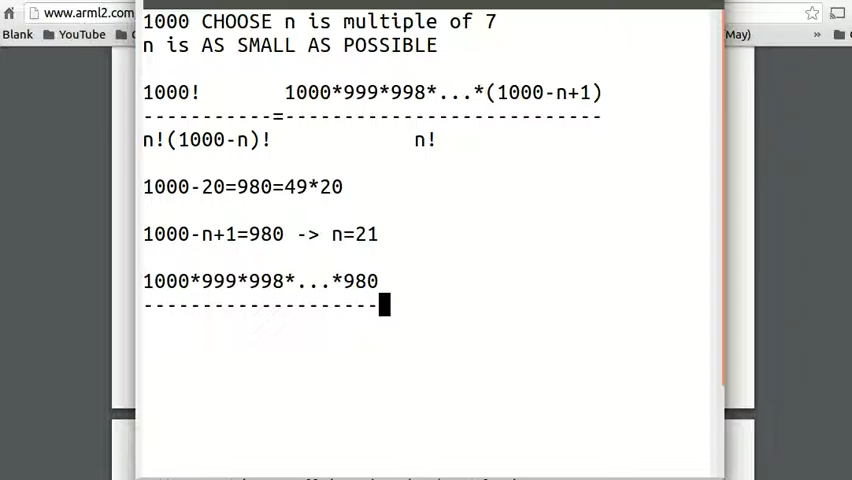 www.arml2.com
Blank YouTube May)
1000 CHOOSE n is multiple of 7
n is AS SMALL AS POSSIBLE
1000! 1000*999*998*...*(1000-n+1)
-----------=---------------------------
n!(1000-n)! n!
1000-20=980=49*20
1000-n+1=980 -> n=21
1000*999*998*...*980
--------------------